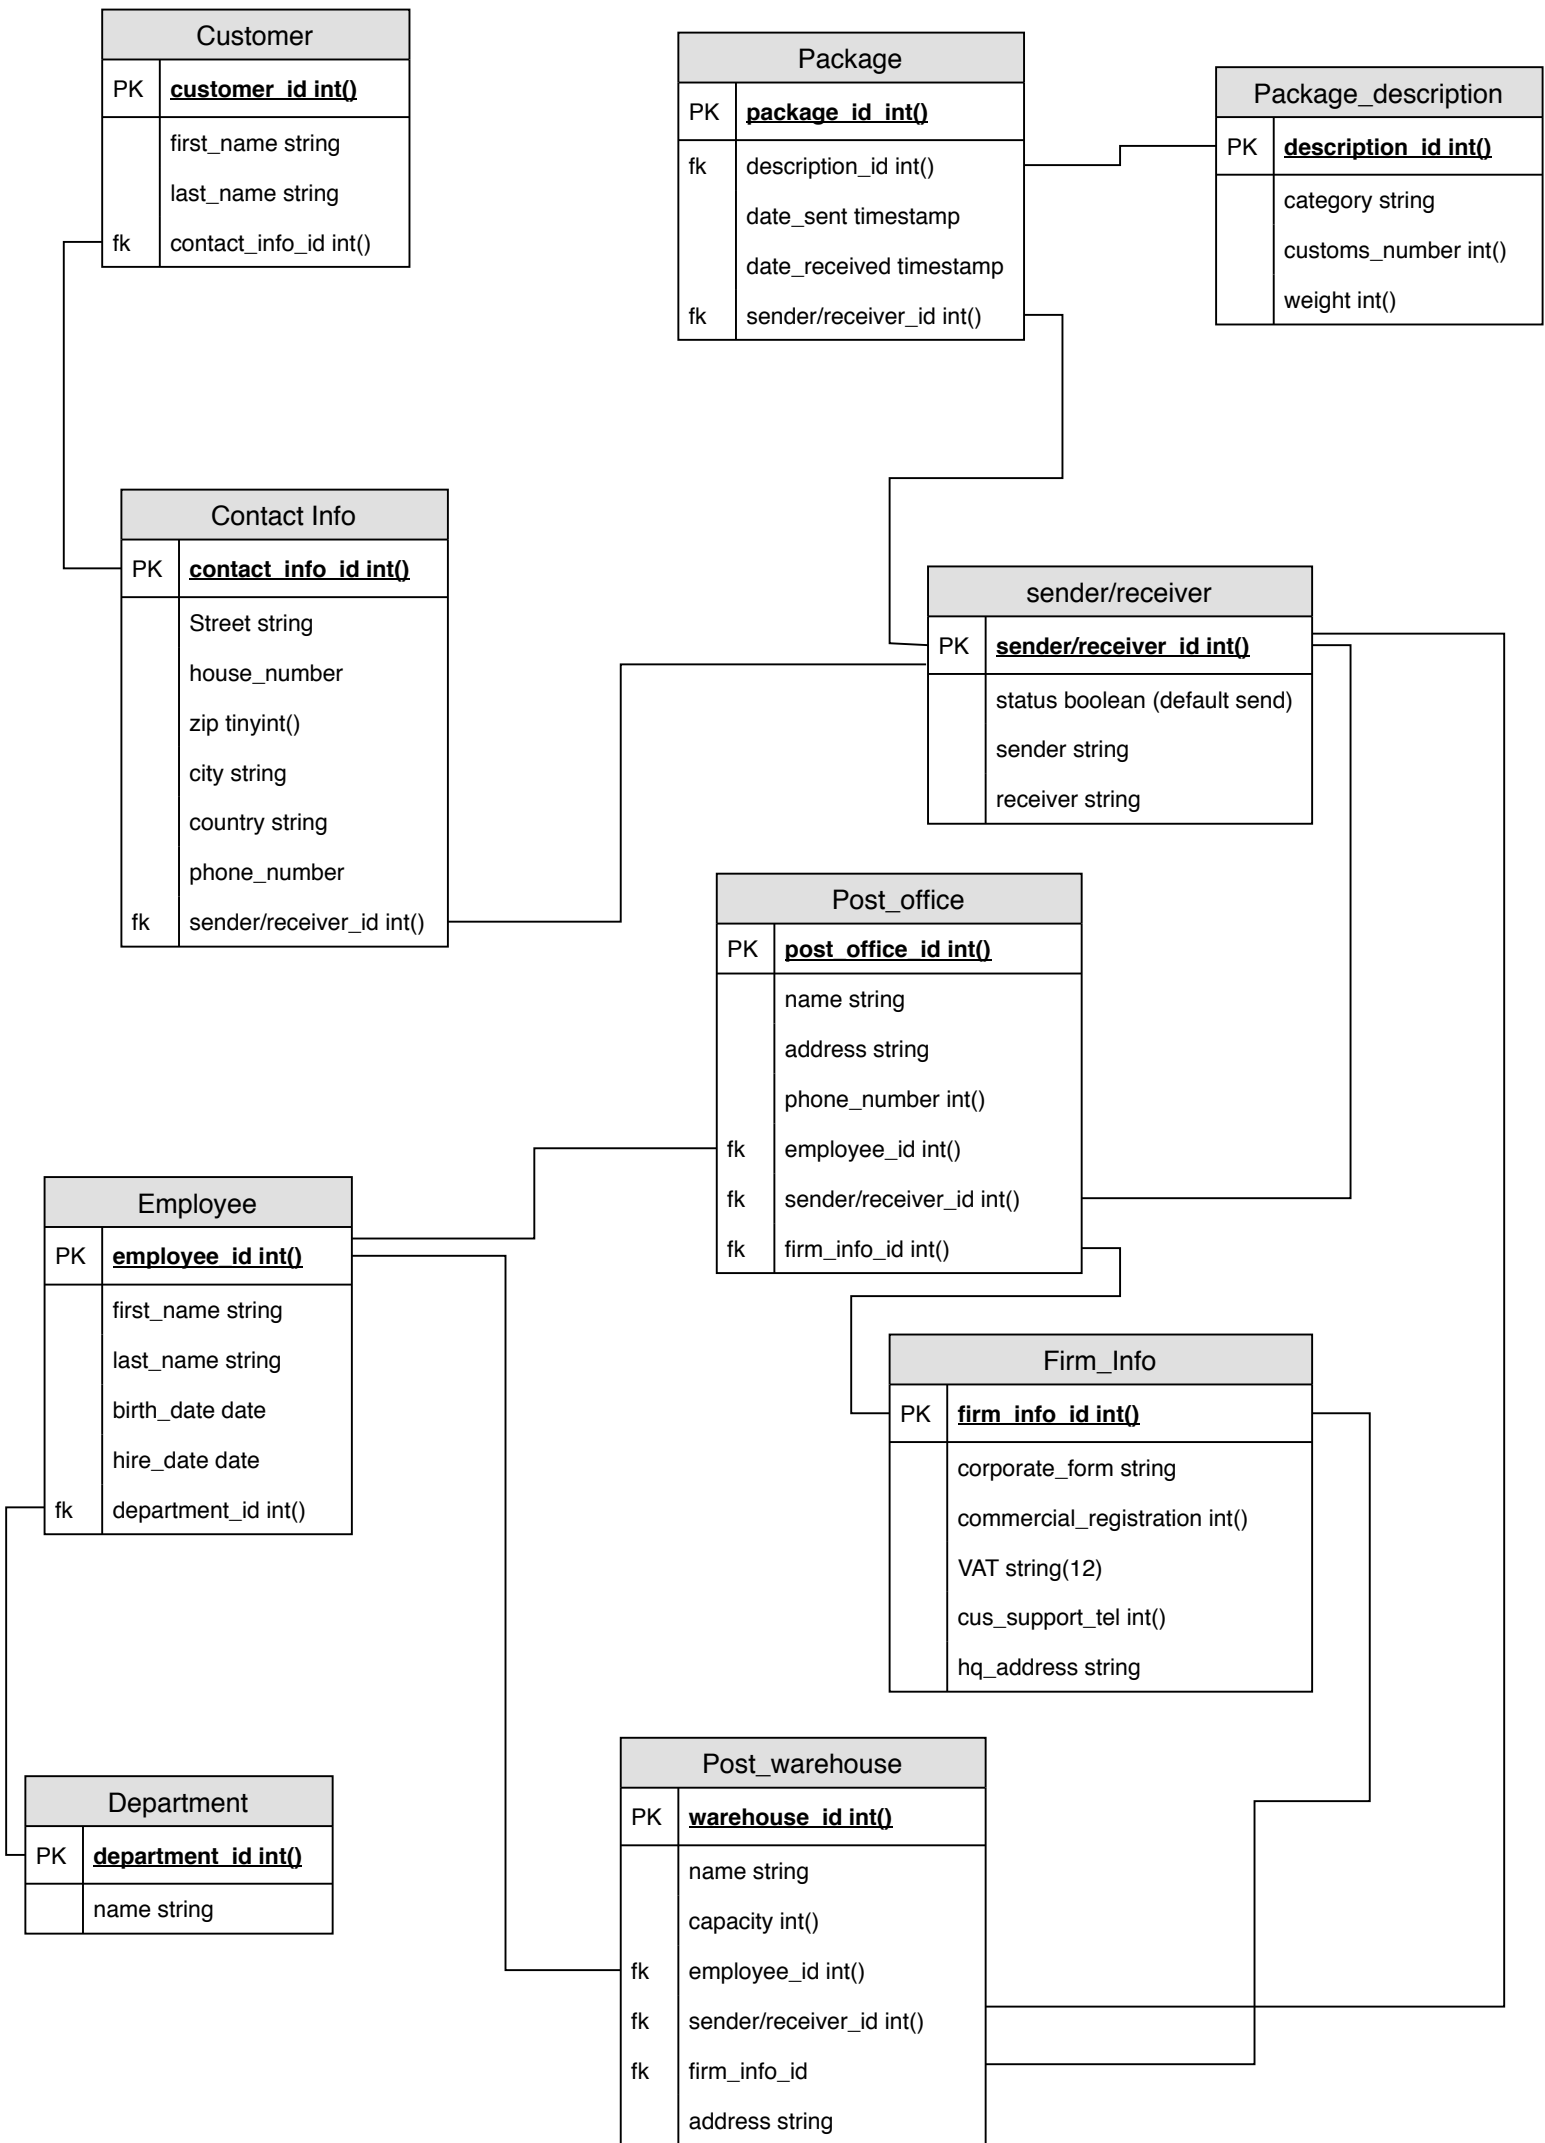 Customer
PK customer_id int()
first_name string
last_name string
fk contact_info_id int()
Package
PK package_id_int()
fk description_id int()
date_sent timestamp
date_received timestamp
fk sender/receiver_id int()
Package_description
PK description_id int()
category string
customs_number int()
weight int()
Contact Info
PK contact_info_id int()
Street string
house_number
zip tinyint()
city string
country string
phone_number
fk sender/receiver_id int()
sender/receiver
PK sender/receiver_id int()
status boolean (default send)
sender string
receiver string
Post_office
PK post_office_id int()
name string
address string
phone_number int()
fk employee_id int()
fk sender/receiver_id int()
fk firm_info_id int()
Employee
PK employee_id int()
first_name string
last_name string
birth_date date
hire_date date
fk department_id int()
Firm_Info
PK firm_info_id int()
corporate_form string
commercial_registration int()
VAT string(12)
cus_support_tel int()
hq_address string
Department
PK department_id int()
name string
Post_warehouse
PK warehouse_id int()
name string
capacity int()
fk employee_id int()
fk sender/receiver_id int()
fk firm_info_id
address string